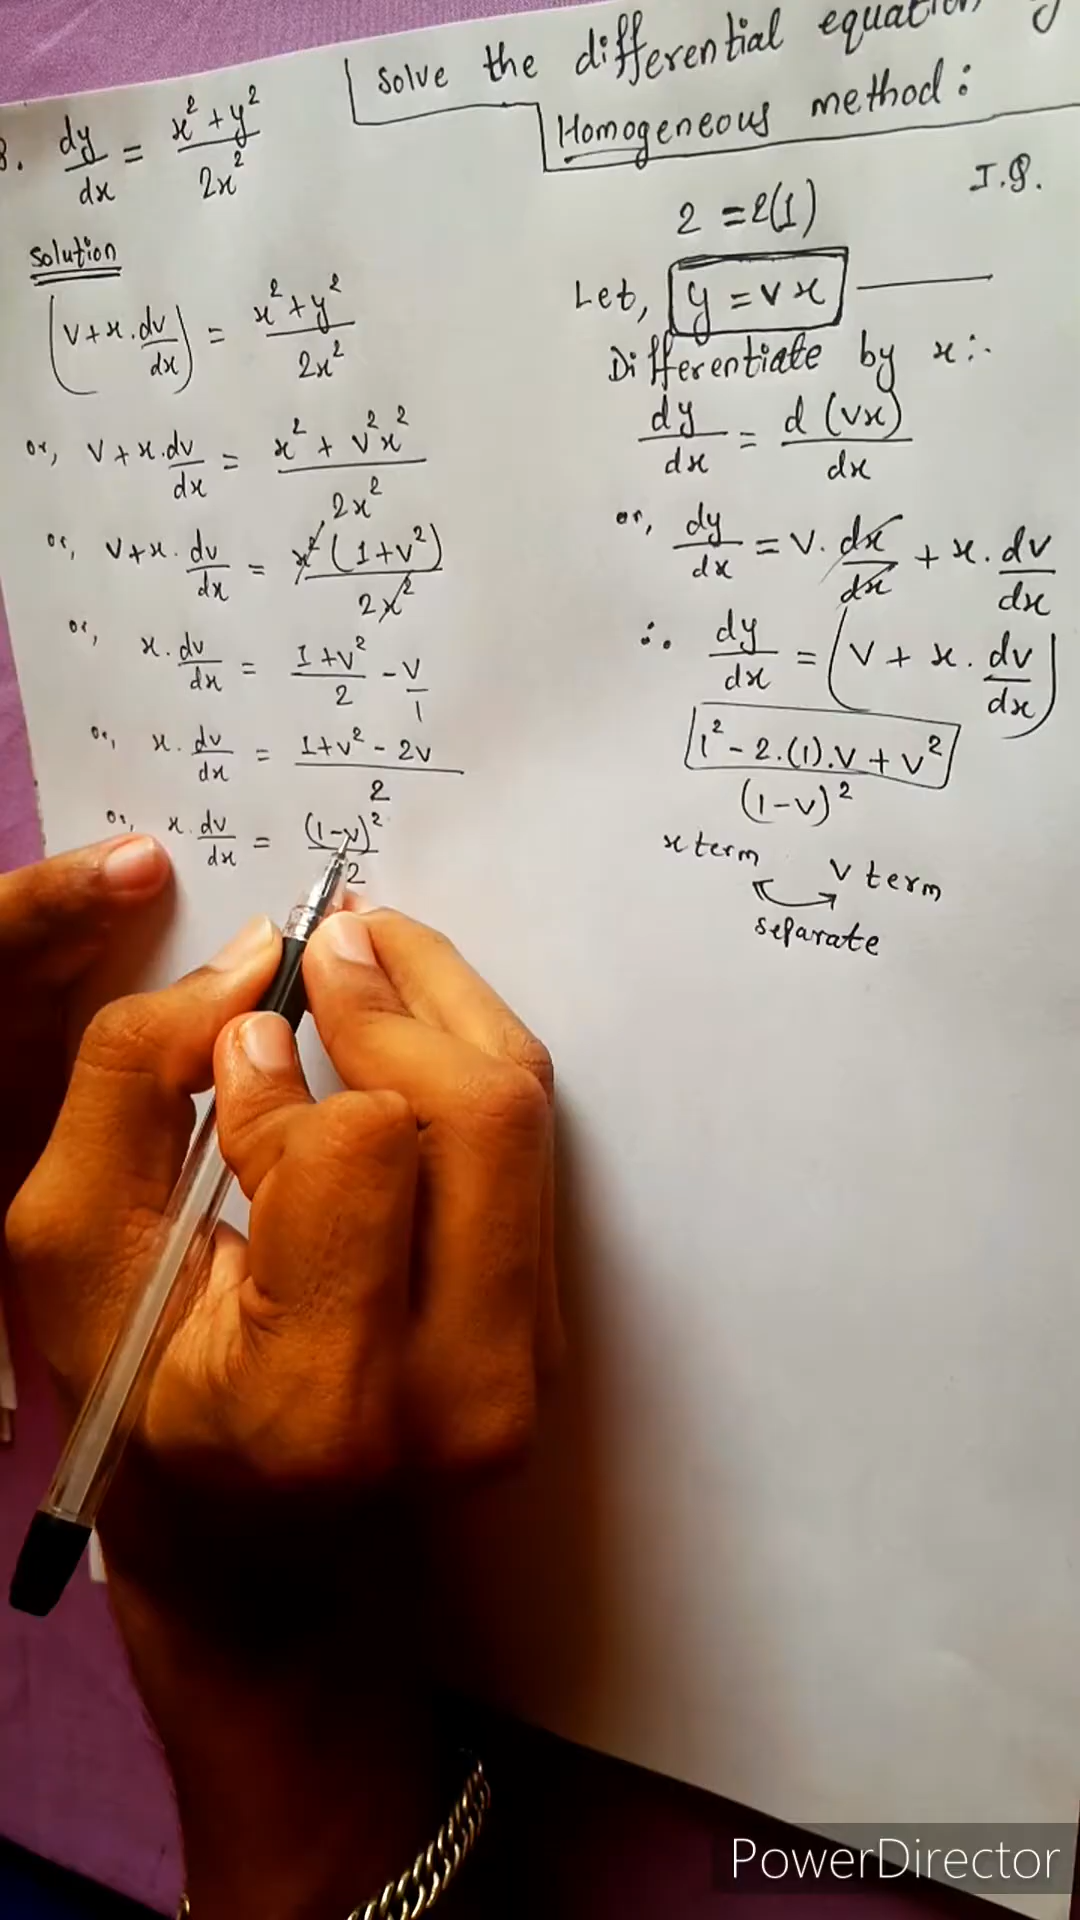 Solve the differential equation
Homogeneous method:
8. dy/dx = x²+y²/2x²
I.g.
Solution
(v+x.dv/dx) = x²+y²/2x²
or, v+x.dv/dx = x²+v²x²/2x²
or, v+x.dv/dx = x²(1+v²)/2x²
or, x.dv/dx = 1+v²/2 - v/1
or, x.dv/dx = 1+v²-2v/2
or, x.dv/dx = (1-v)²/2
2 = 2(1)
Let, y = vx
Differentiate by x:-
dy/dx = d(vx)/dx
or, dy/dx = v.dx/dx + x.dv/dx
∴ dy/dx = (v+x.dv/dx)
1²-2.(1).v+v²
(1-v)²
x term v term
separate
PowerDirector